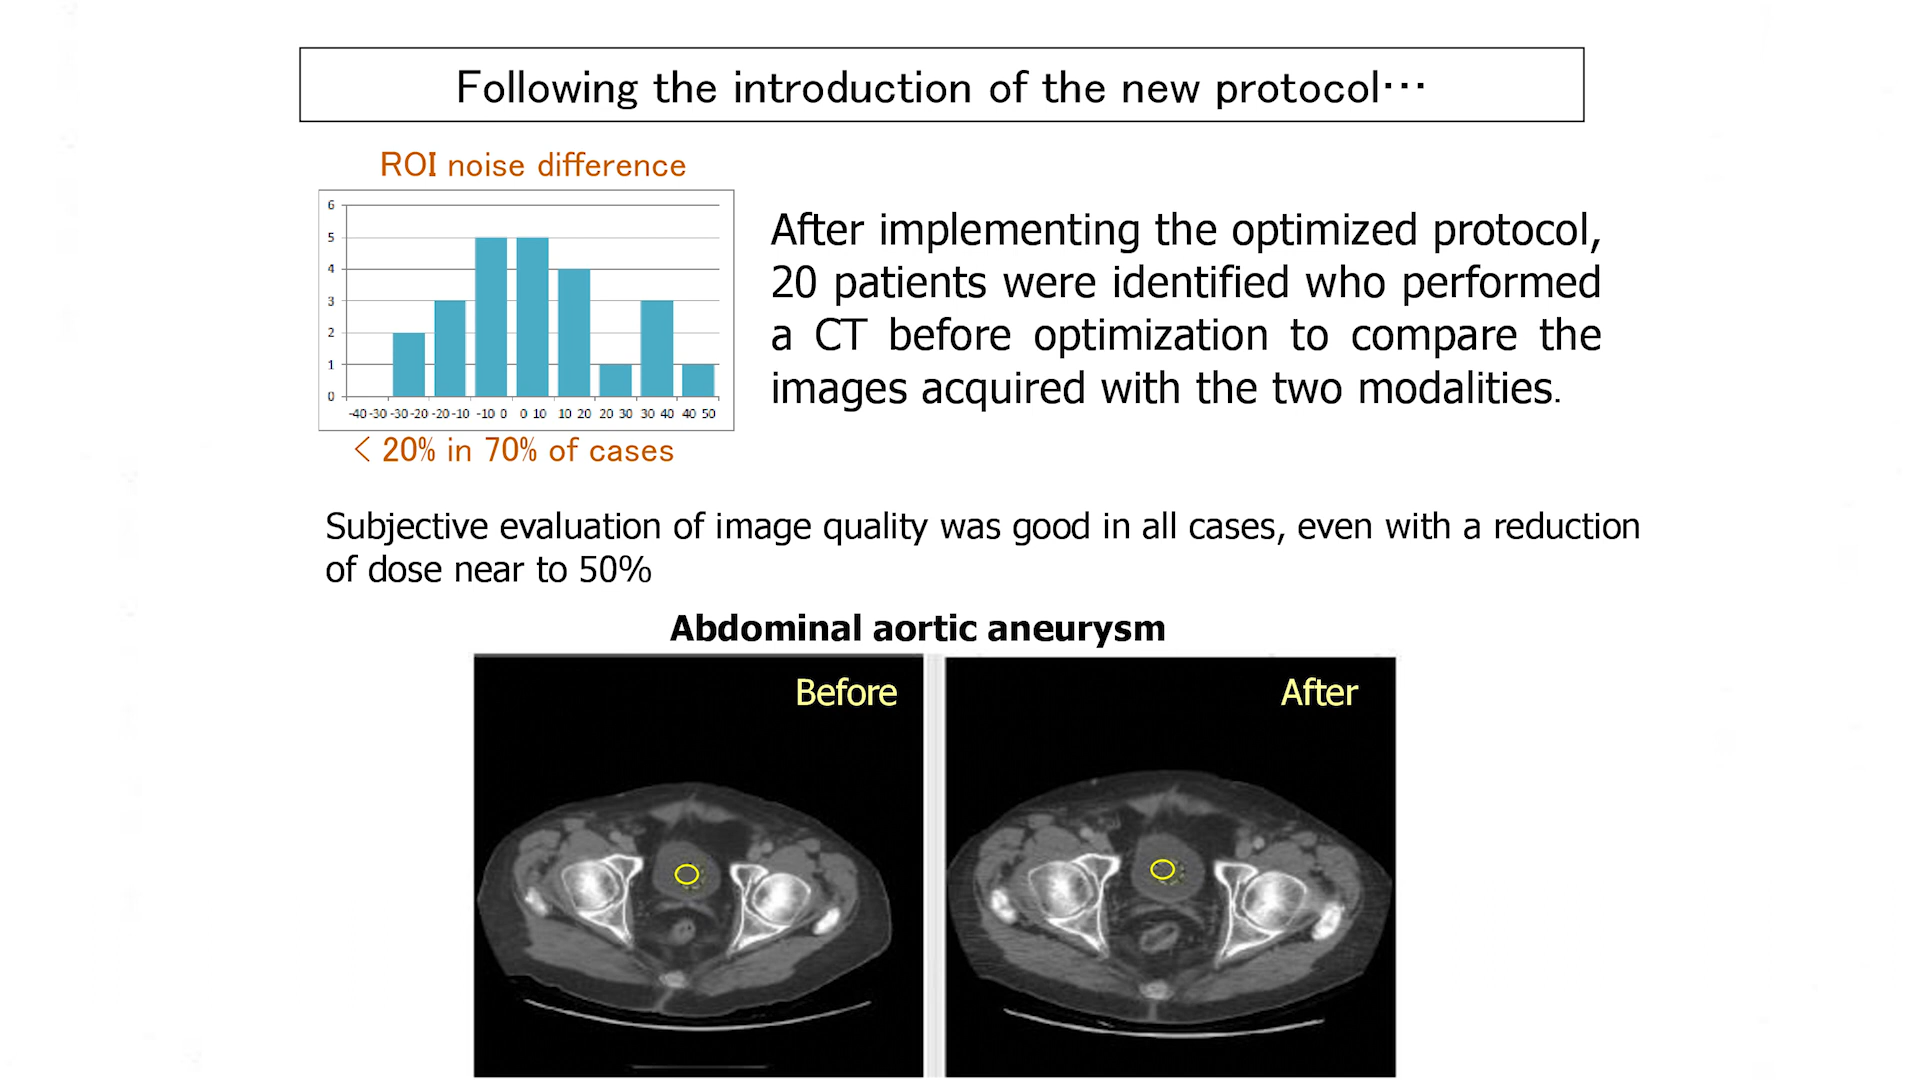 Following the introduction of the new protocol…
ROI noise difference
6
5
4
3
2
1
0
-40 -30 -30 -20 -20 -10 -10 0 0 10 10 20 20 30 30 40 40 50
< 20% in 70% of cases
After implementing the optimized protocol,
20 patients were identified who performed
a CT before optimization to compare the
images acquired with the two modalities.
Subjective evaluation of image quality was good in all cases, even with a reduction
of dose near to 50%
Abdominal aortic aneurysm
Before
After